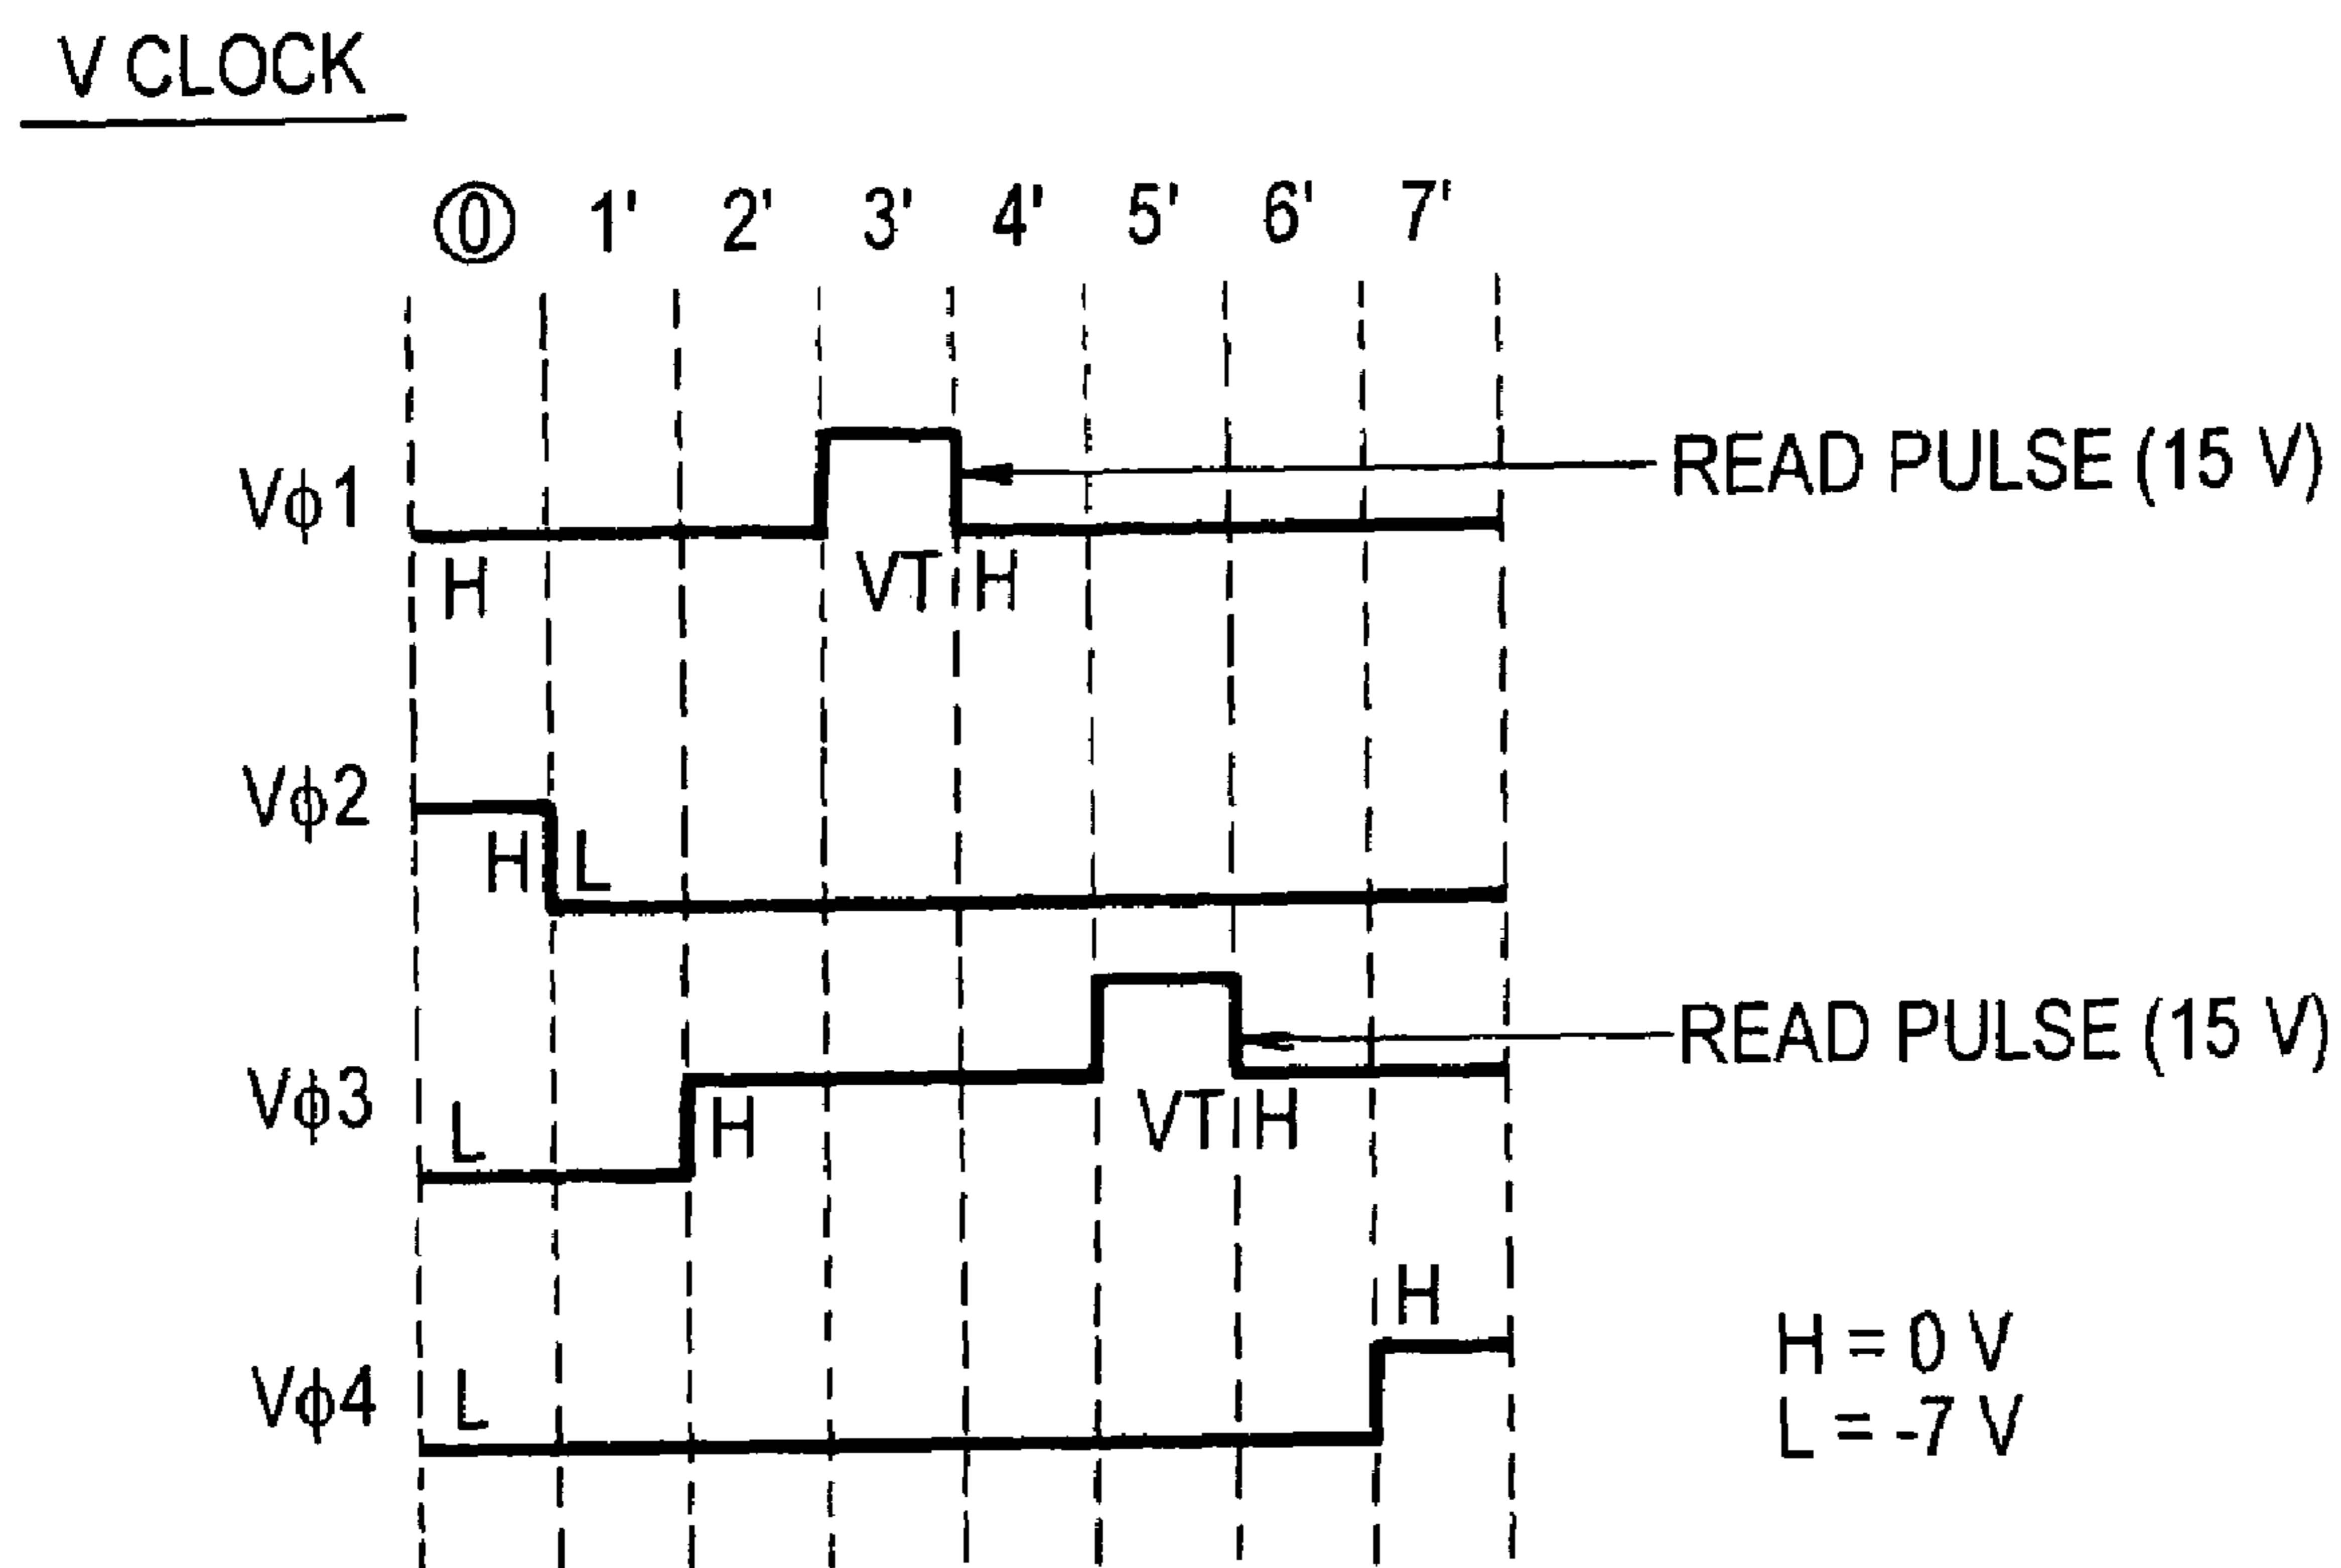 V CLOCK
⓪ 1' 2' 3' 4' 5' 6' 7'
Vϕ1
READ PULSE (15 V)
H
VT H
Vϕ2
H L
Vϕ3
READ PULSE (15 V)
L
H
VT H
Vϕ4
L
H
H = 0 V
L = -7 V